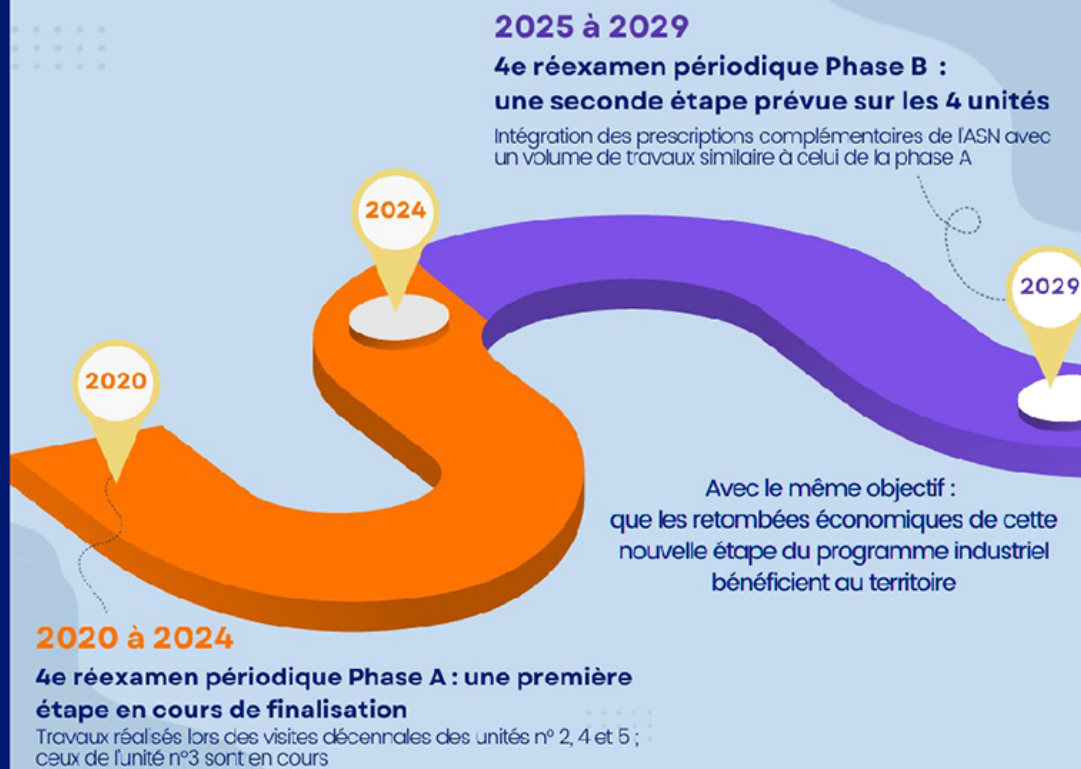 2025 à 2029
4e réexamen périodique Phase B :
une seconde étape prévue sur les 4 unités
Intégration des prescriptions complémentaires de l'ASN avec
un volume de travaux similaire à celui de la phase A
2024
2029
2020
Avec le même objectif :
que les retombées économiques de cette
nouvelle étape du programme industriel
bénéficient au territoire
2020 à 2024
4e réexamen périodique Phase A : une première
étape en cours de finalisation
Travaux réalisés lors des visites décennales des unités nº 2, 4 et 5 ;
ceux de l'unité nº3 sont en cours